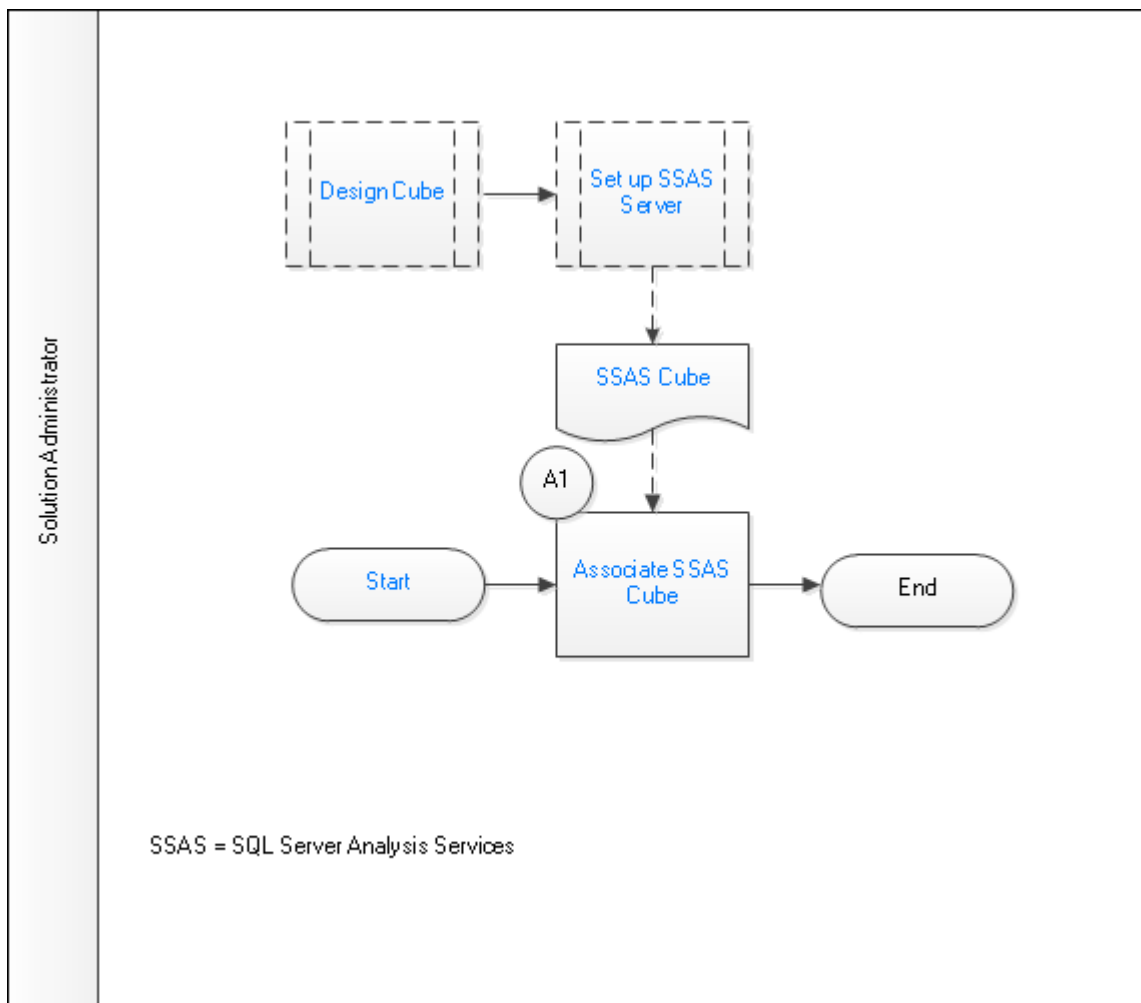 Design Cube
Set up SSAS
Server
SSAS Cube
A1
Solution Administrator
Start
Associate SSAS
Cube
End
SSAS = SQL Server Analysis Services